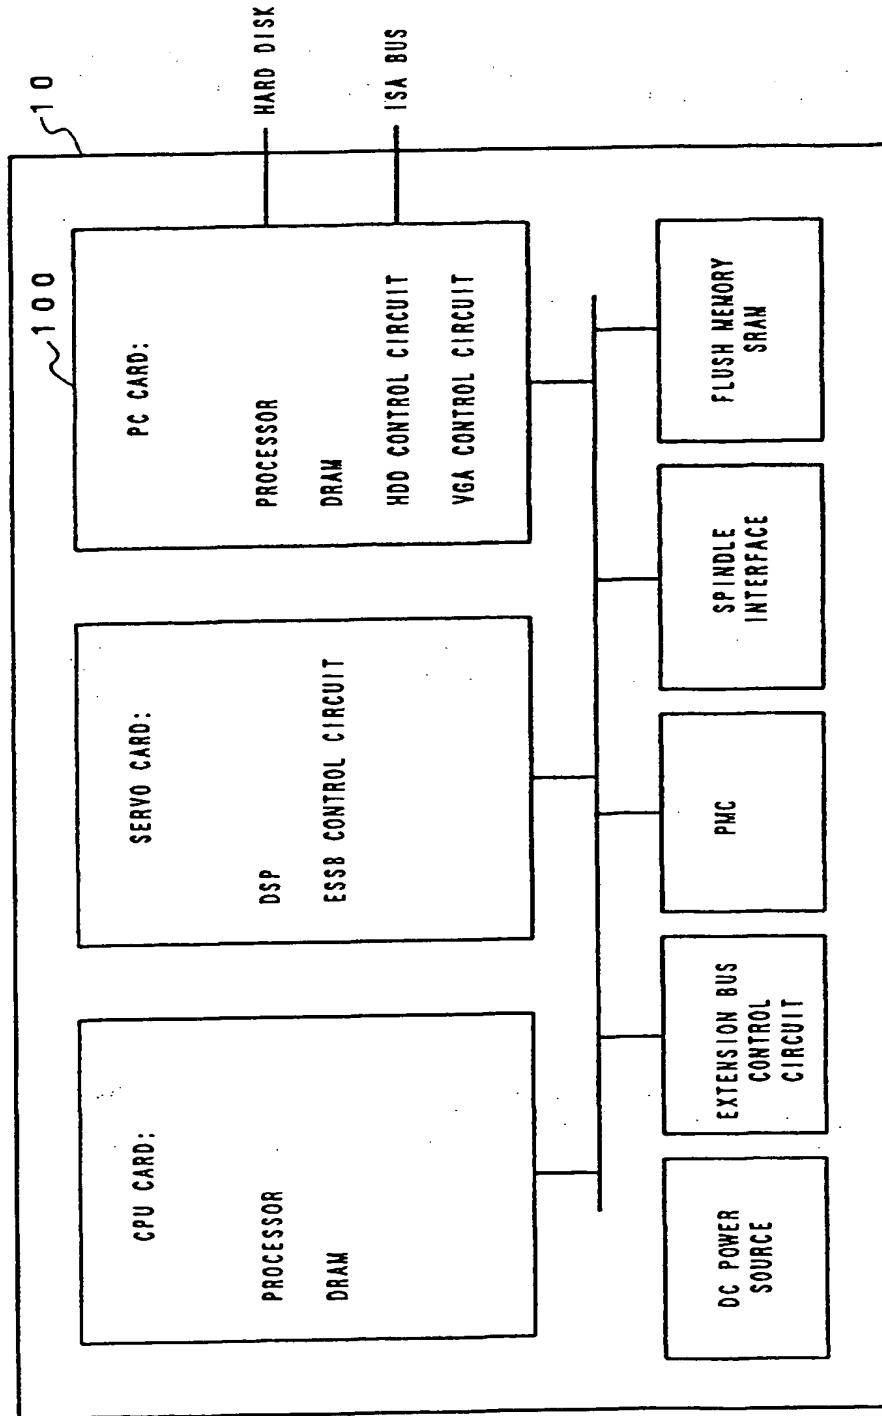 10
100
CPU CARD:
PROCESSOR
DRAM
SERVO CARD:
DSP
ESSB CONTROL CIRCUIT
PC CARD:
PROCESSOR
DRAM
HDD CONTROL CIRCUIT
VGA CONTROL CIRCUIT
HARD DISK
ISA BUS
DC POWER
SOURCE
EXTENSION BUS
CONTROL
CIRCUIT
PMC
SPINDLE
INTERFACE
FLUSH MEMORY
SRAM